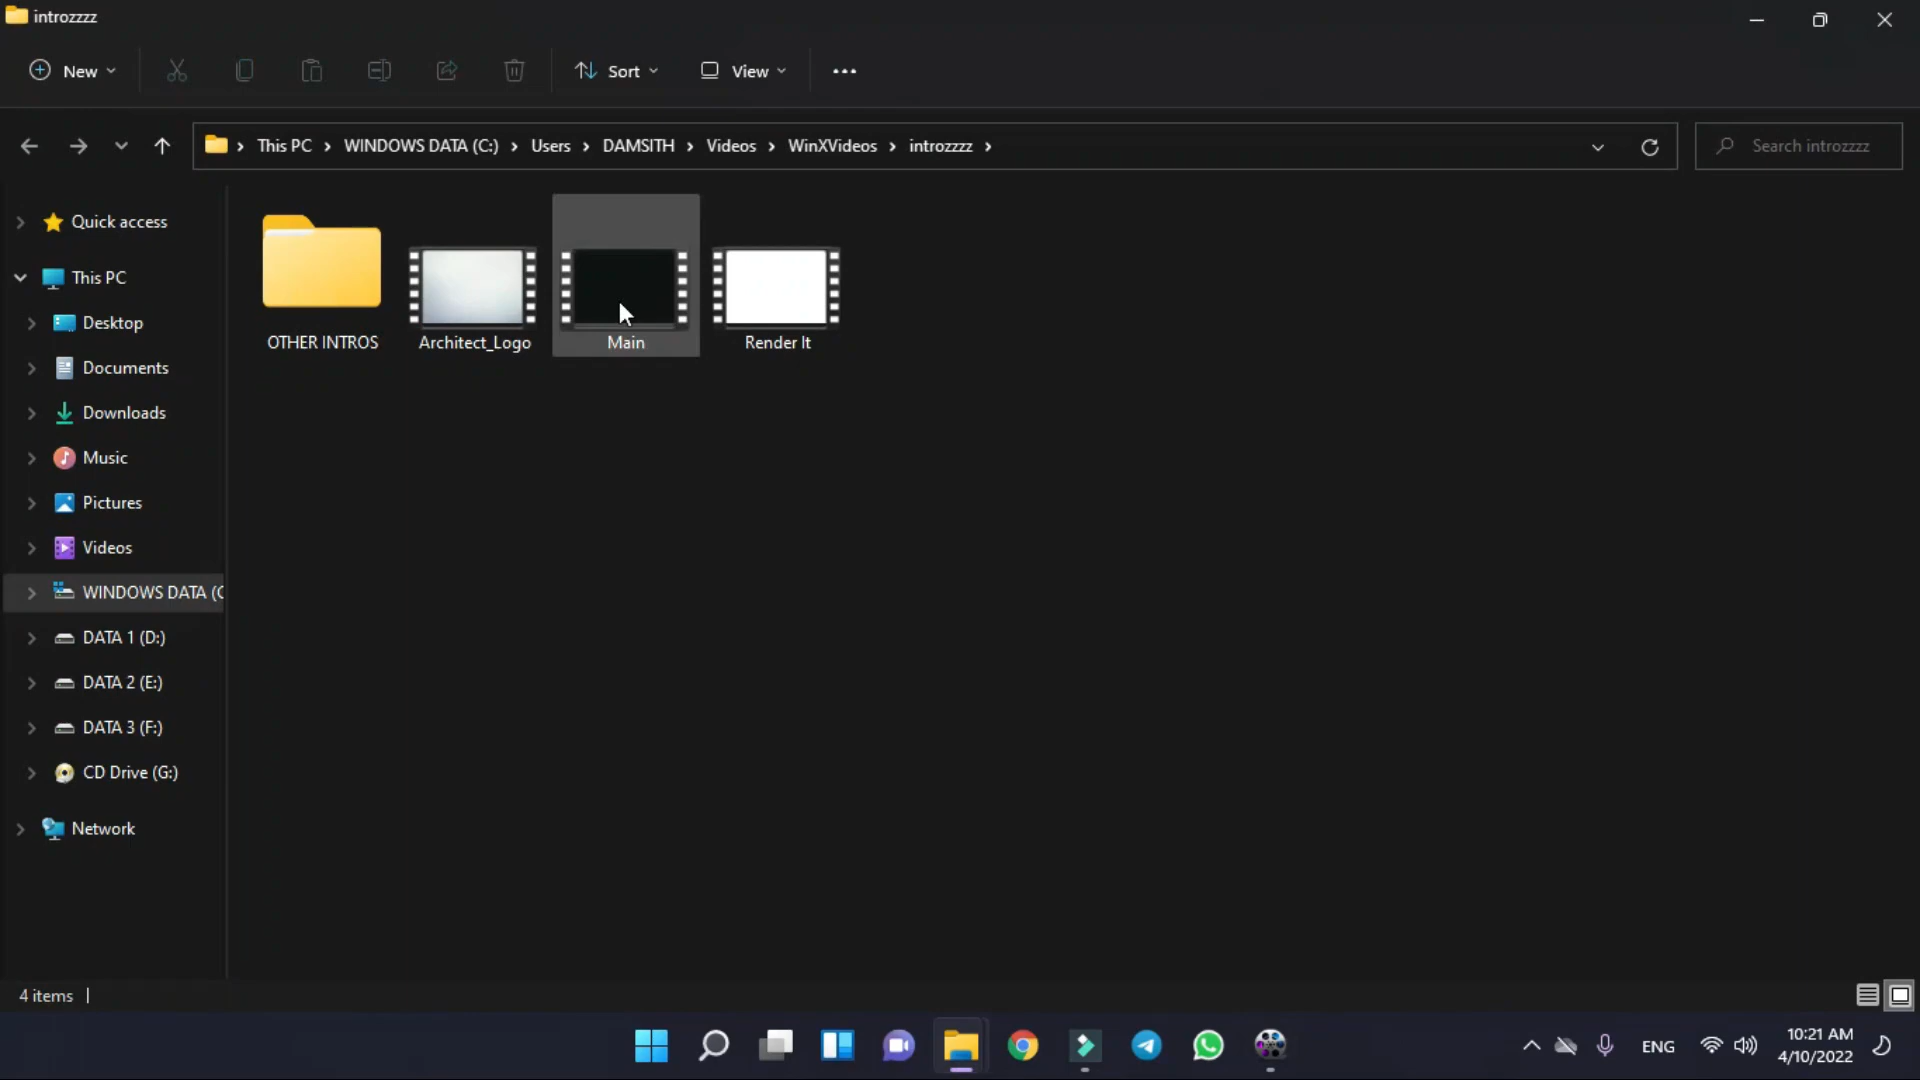 introzzzz
New
Sort
View
This PC
WINDOWS DATA (C:)
Users
DAMSITH
Videos
WinXVideos
introzzzz
Search introzzzz
Quick access
This PC
Desktop
Documents
Downloads
Music
Pictures
Videos
WINDOWS DATA (C
DATA 1 (D:)
DATA 2 (E:)
DATA 3 (F:)
CD Drive (G:)
Network
OTHER INTROS
Architect_Logo
Main
Render It
4 items
ENG
10:21 AM
4/10/2022